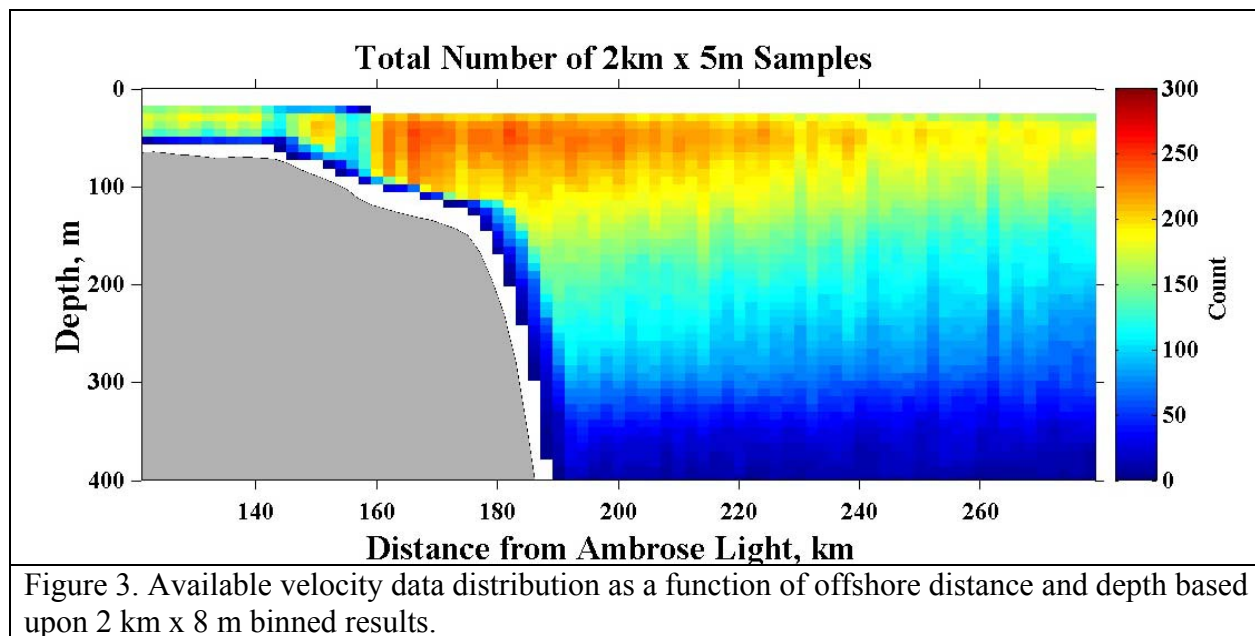 Total Number of 2km x 5m Samples
0
100
200
300
400
Depth, m
140 160 180 200 220 240 260
Distance from Ambrose Light, km
300
250
200
150
100
50
0
Count
Figure 3. Available velocity data distribution as a function of offshore distance and depth based
upon 2 km x 8 m binned results.